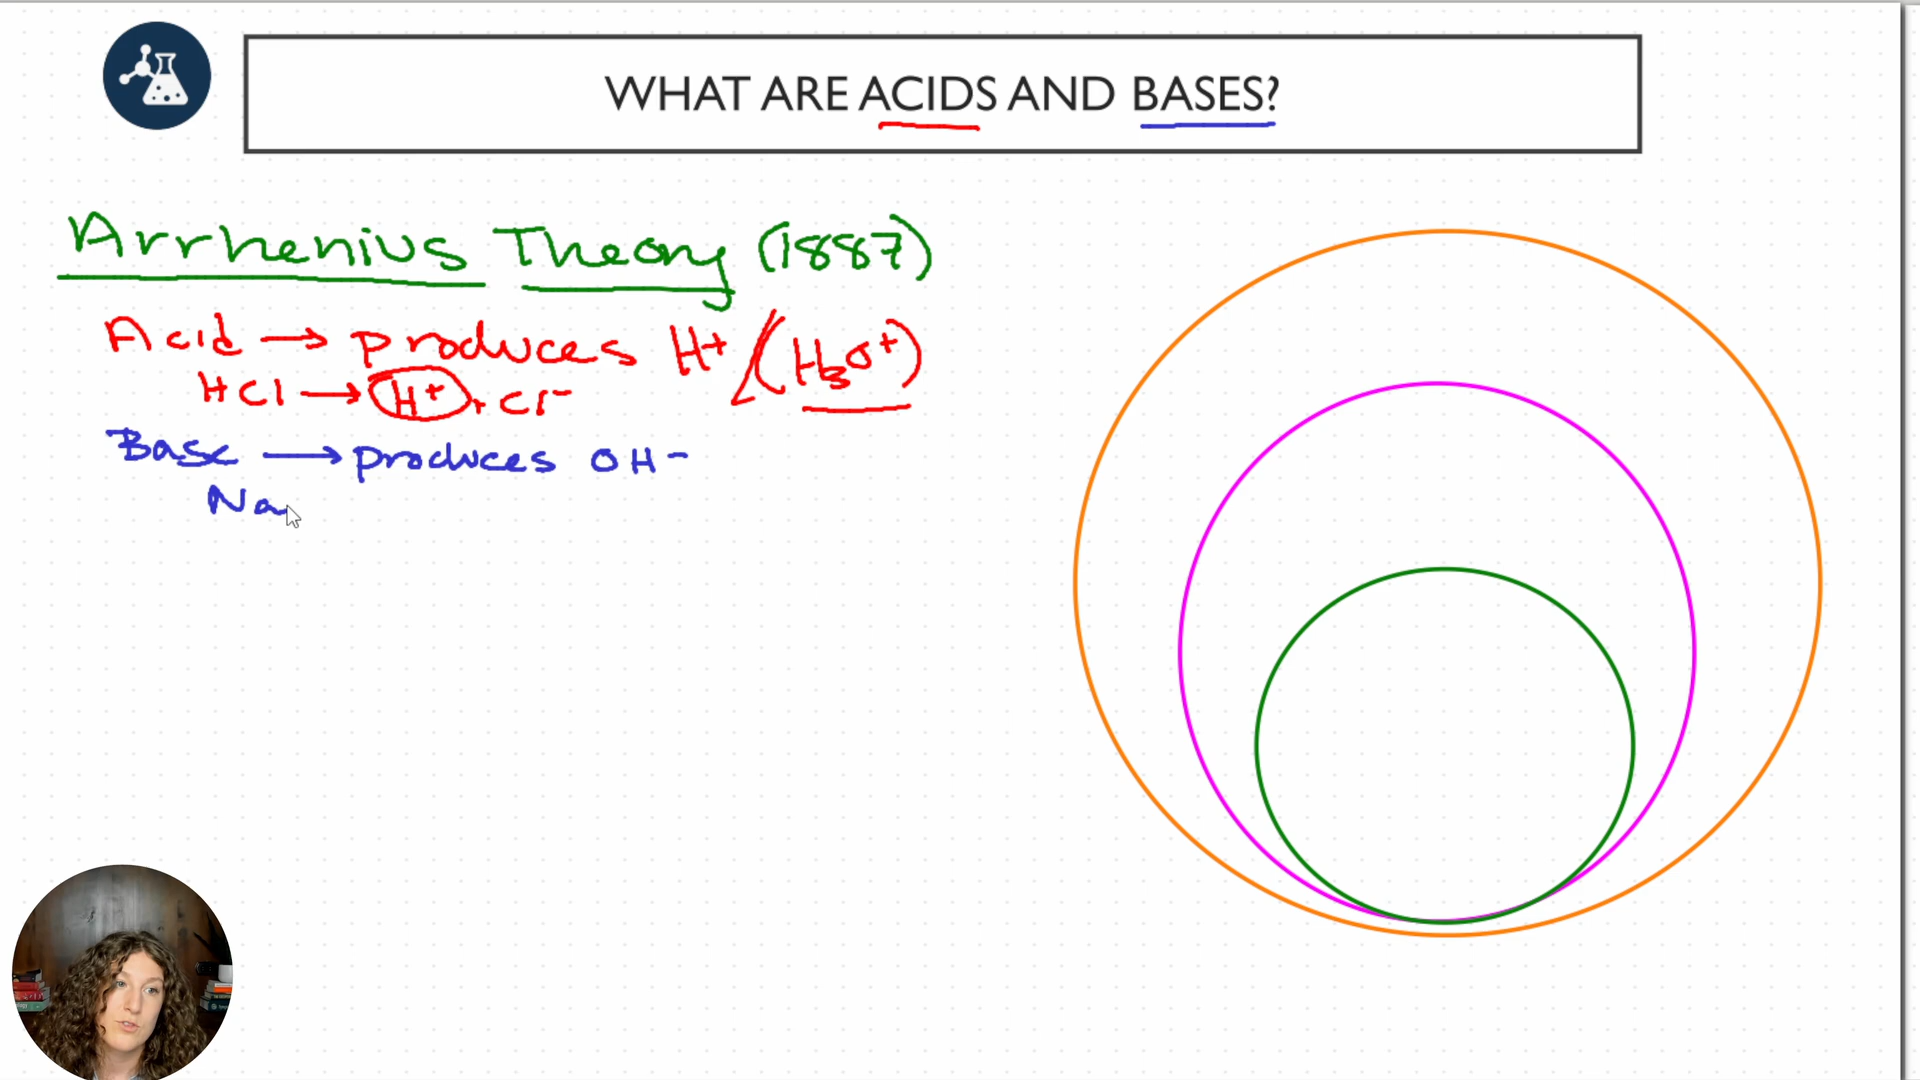 WHAT ARE ACIDS AND BASES?
Arrhenius Theory (1887)
Acid → produces H+ / (H₃O⁺)
HCl → H⁺ + Cl⁻
Base → produces OH⁻
Na